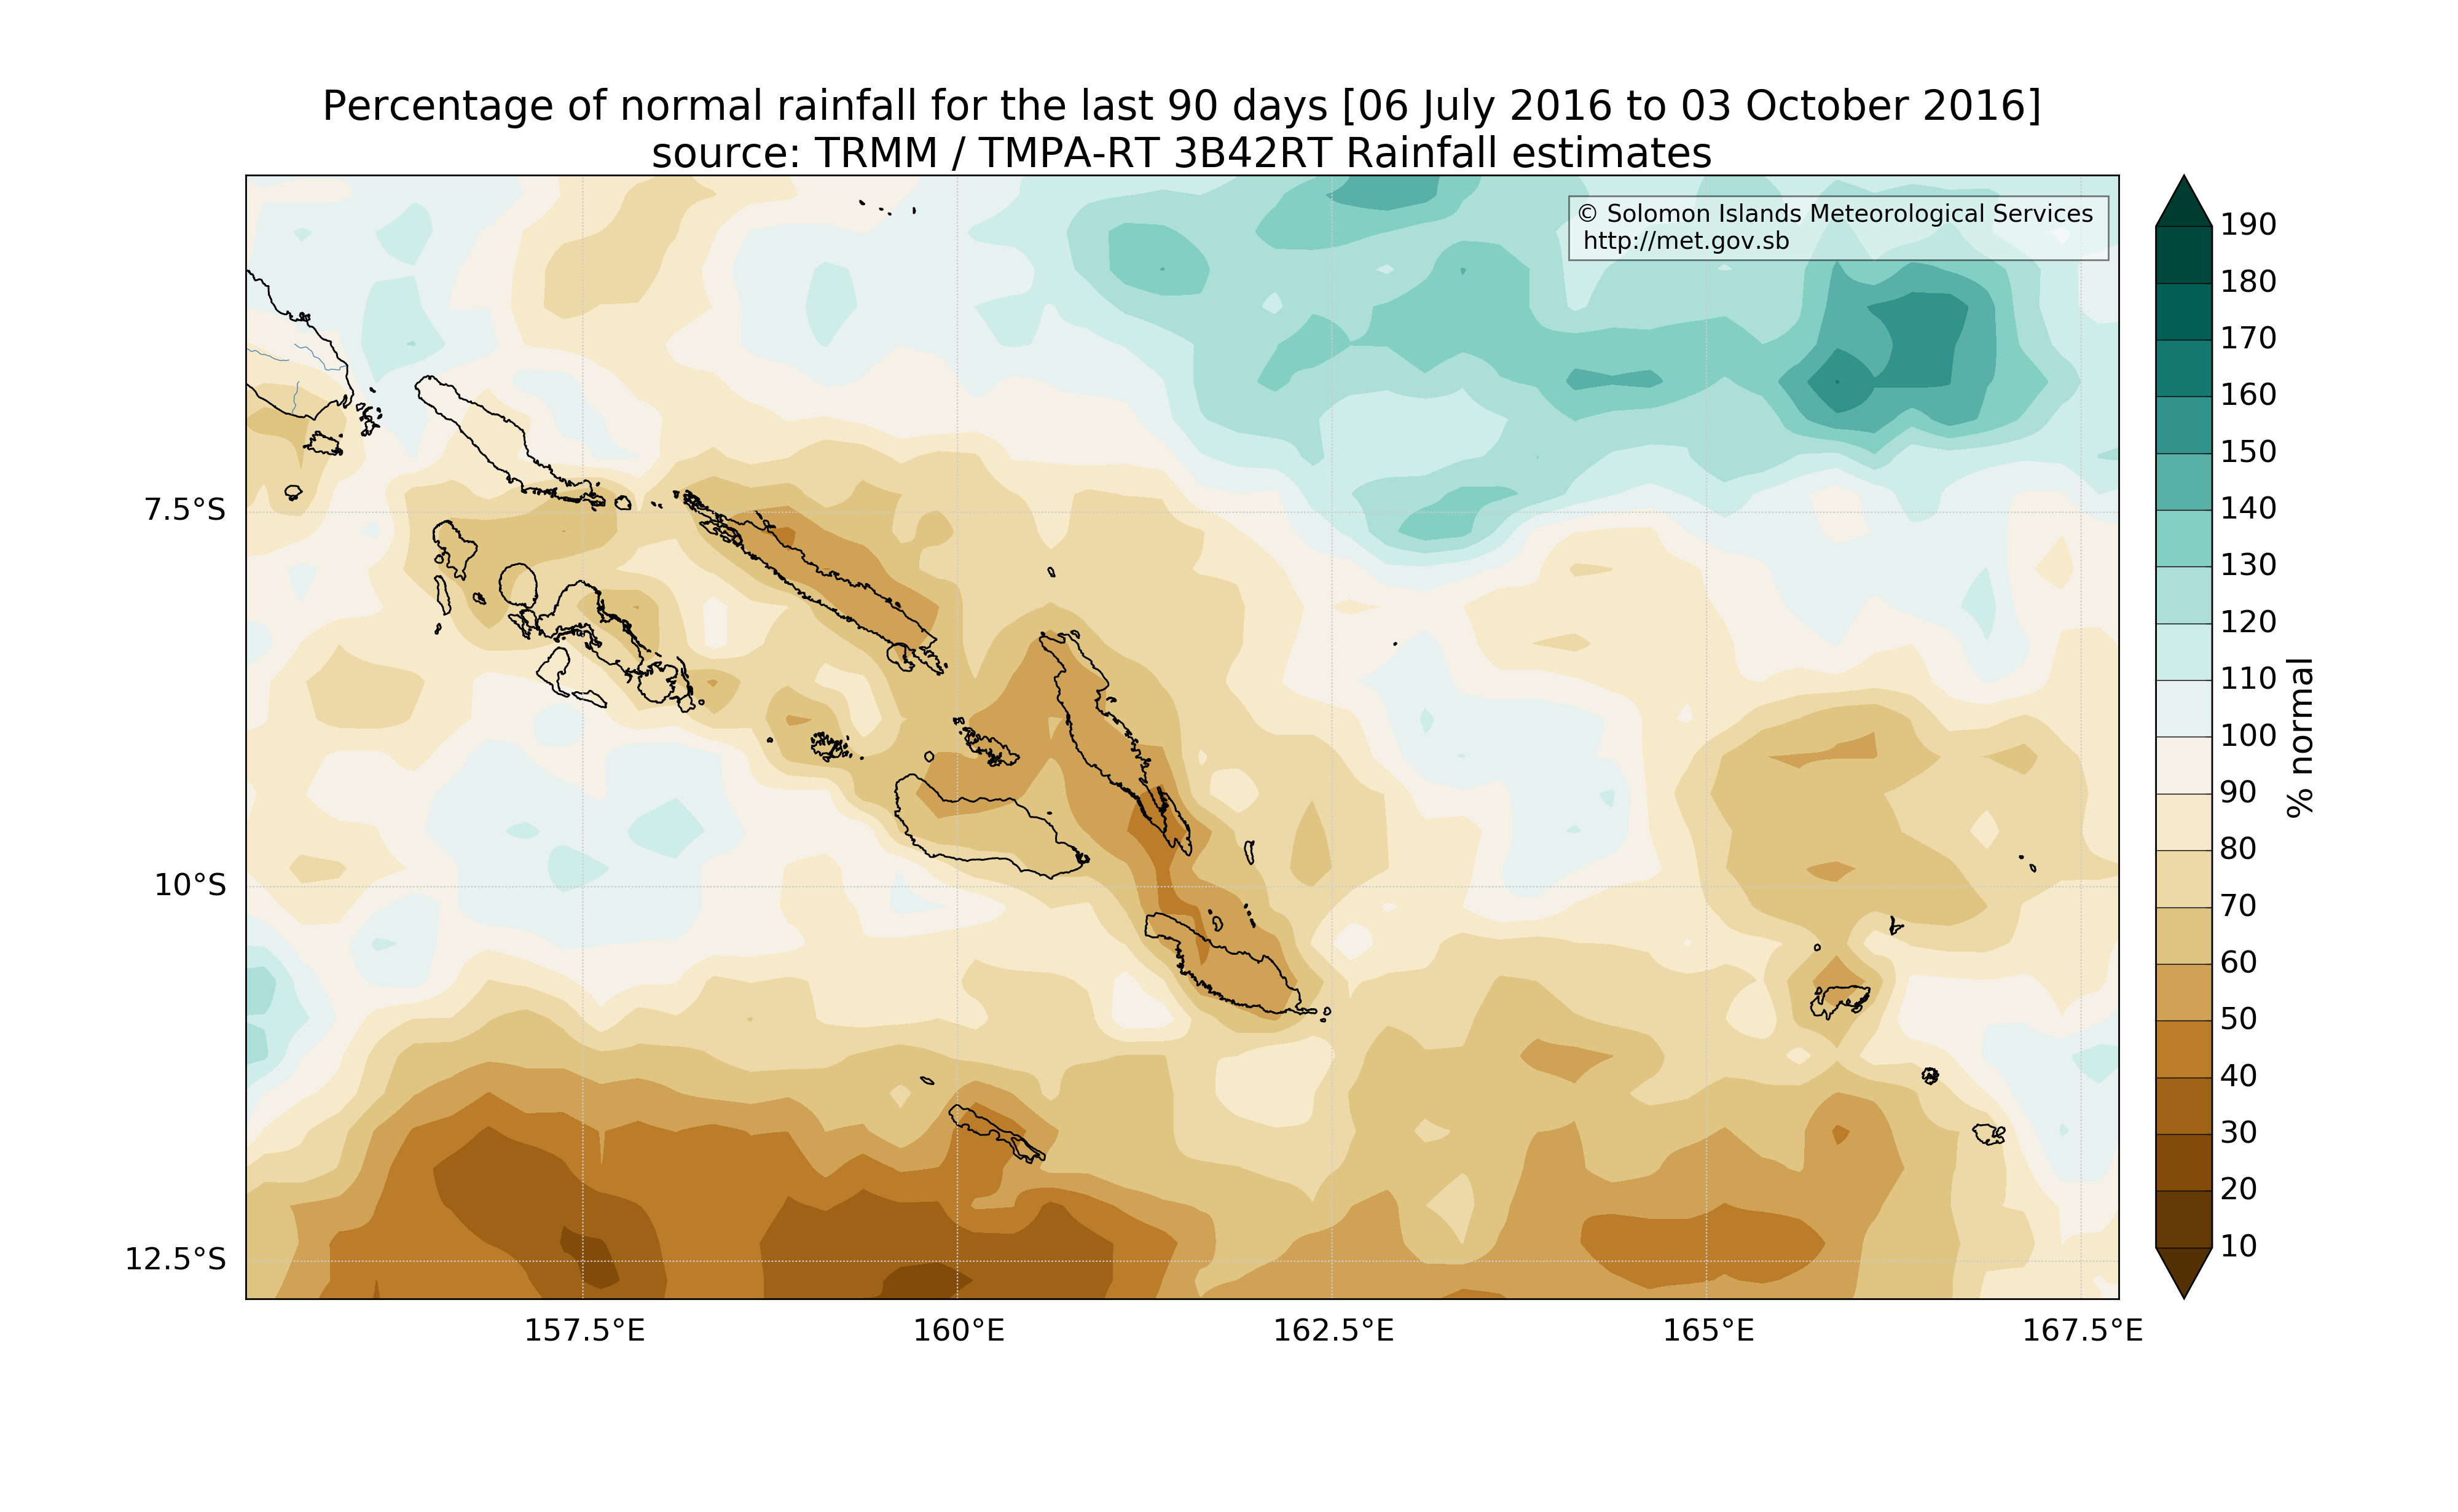 Percentage of normal rainfall for the last 90 days [06 July 2016 to 03 October 2016]
source: TRMM / TMPA-RT 3B42RT Rainfall estimates
© Solomon Islands Meteorological Services
http://met.gov.sb
7.5°S
10°S
12.5°S
157.5°E
160°E
162.5°E
165°E
167.5°E
190
180
170
160
150
140
130
120
110
100
90
80
70
60
50
40
30
20
10
% normal